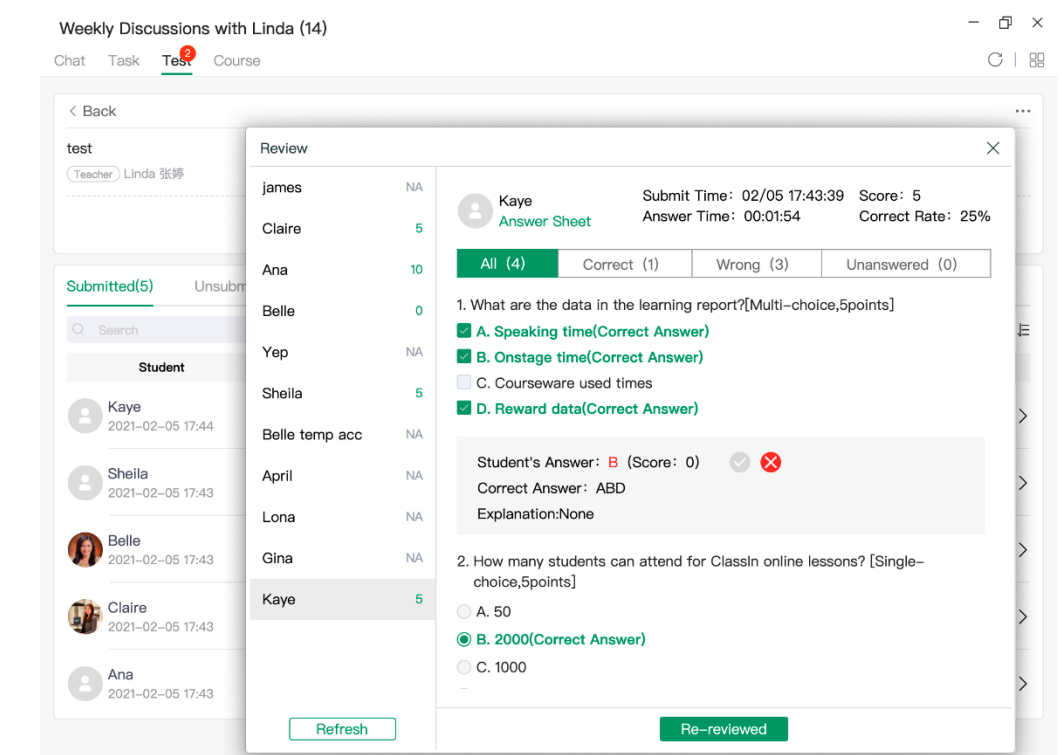 Weekly Discussions with Linda (14)
Chat Task Test 2 Course
< Back
test
Teacher Linda 张婷
Submitted(5) Unsubm
Search
Student
Kaye
2021-02-05 17:44
Sheila
2021-02-05 17:43
Belle
2021-02-05 17:43
Claire
2021-02-05 17:43
Ana
2021-02-05 17:43
Review
james NA
Claire 5
Ana 10
Belle 0
Yep NA
Sheila 5
Belle temp acc NA
April NA
Lona NA
Gina NA
Kaye 5
Refresh
Kaye
Answer Sheet
Submit Time: 02/05 17:43:39 Score: 5
Answer Time: 00:01:54 Correct Rate: 25%
All (4) Correct (1) Wrong (3) Unanswered (0)
1. What are the data in the learning report?[Multi-choice,5points]
A. Speaking time(Correct Answer)
B. Onstage time(Correct Answer)
C. Courseware used times
D. Reward data(Correct Answer)
Student's Answer: B (Score: 0)
Correct Answer: ABD
Explanation:None
2. How many students can attend for ClassIn online lessons? [Single-
choice,5points]
A. 50
B. 2000(Correct Answer)
C. 1000
Re-reviewed